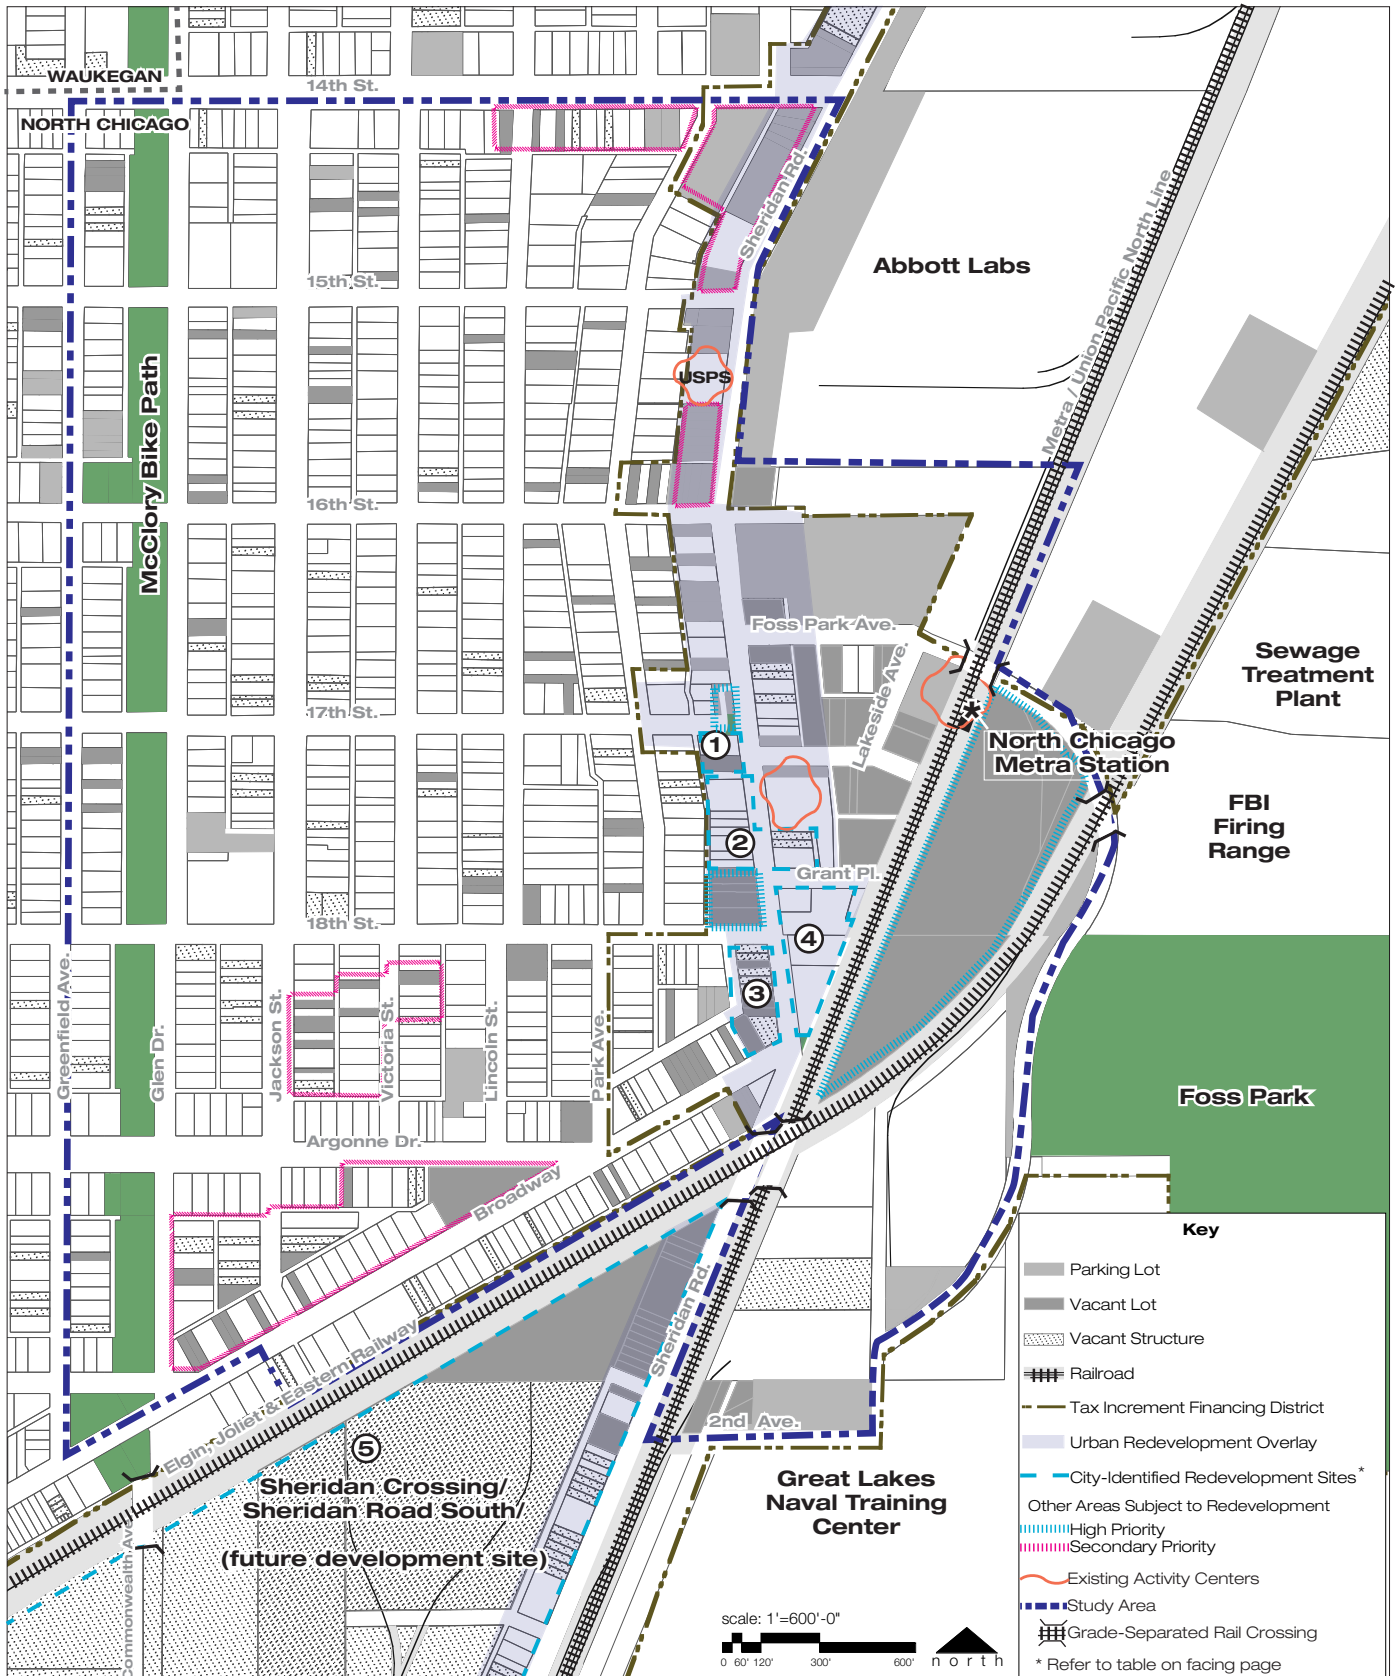 WAUKEGAN
14th St.
NORTH CHICAGO
Sheridan Rd.
Abbott Labs
Metra / Union Pacific North Line
15th St.
McClory Bike Path
USPS
16th St.
Foss Park Ave.
Lakeside Ave.
Sewage
Treatment
Plant
17th St.
*
North Chicago
Metra Station
1
FBI
Firing
Range
2
Grant Pl.
18th St.
4
3
Greenfield Ave.
Glen Dr.
Jackson St.
Victoria St.
Lincoln St.
Park Ave.
Foss Park
Argonne Dr.
Broadway
Sheridan Rd.
Elgin, Joliet & Eastern Railway
2nd Ave.
5
Sheridan Crossing/
Sheridan Road South/
(future development site)
Great Lakes
Naval Training
Center
Commonwealth Ave.
scale: 1'=600'-0"
0 60' 120' 300' 600'
north
Key
Parking Lot
Vacant Lot
Vacant Structure
Railroad
Tax Increment Financing District
Urban Redevelopment Overlay
City-Identified Redevelopment Sites*
Other Areas Subject to Redevelopment
High Priority
Secondary Priority
Existing Activity Centers
Study Area
Grade-Separated Rail Crossing
* Refer to table on facing page